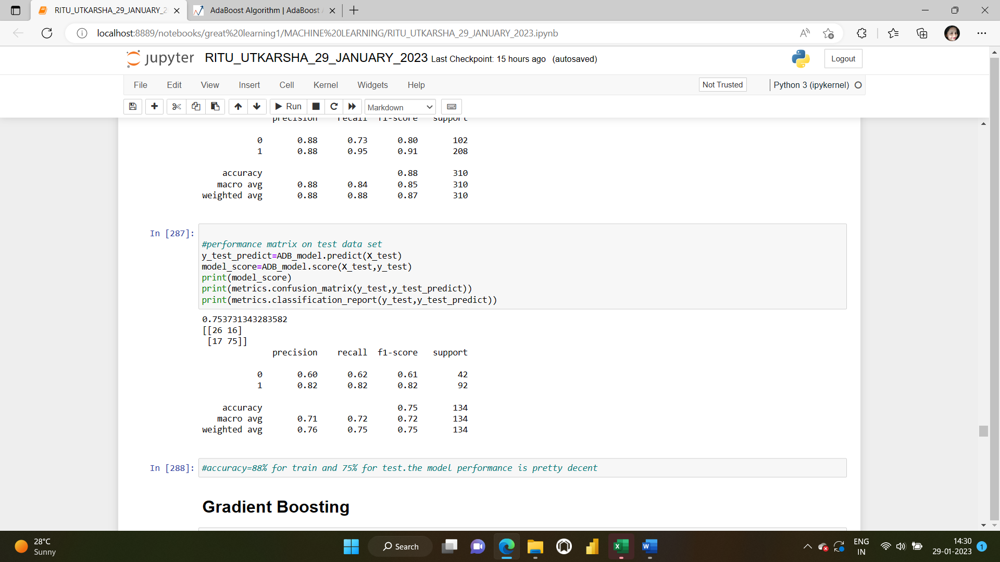 RITU_UTKARSHA_29_JANUARY_2
AdaBoost Algorithm | AdaBoost
localhost:8889/notebooks/great%20learning1/MACHINE%20LEARNING/RITU_UTKARSHA_29_JANUARY_2023.ipynb
jupyter RITU_UTKARSHA_29_JANUARY_2023 Last Checkpoint: 15 hours ago (autosaved)
Logout
File Edit View Insert Cell Kernel Widgets Help
Not Trusted
Python 3 (ipykernel)
Run
Markdown
precision recall f1-score support
0 0.88 0.73 0.80 102
1 0.88 0.95 0.91 208
accuracy 0.88 310
macro avg 0.88 0.84 0.85 310
weighted avg 0.88 0.88 0.87 310
In [287]:
#performance matrix on test data set
y_test_predict=ADB_model.predict(X_test)
model_score=ADB_model.score(X_test,y_test)
print(model_score)
print(metrics.confusion_matrix(y_test,y_test_predict))
print(metrics.classification_report(y_test,y_test_predict))
0.753731343283582
[[26 16]
[17 75]]
precision recall f1-score support
0 0.60 0.62 0.61 42
1 0.82 0.82 0.82 92
accuracy 0.75 134
macro avg 0.71 0.72 0.72 134
weighted avg 0.76 0.75 0.75 134
In [288]: #accuracy=88% for train and 75% for test.the model performance is pretty decent
Gradient Boosting
28°C
Sunny
Search
ENG
IN
14:30
29-01-2023
1